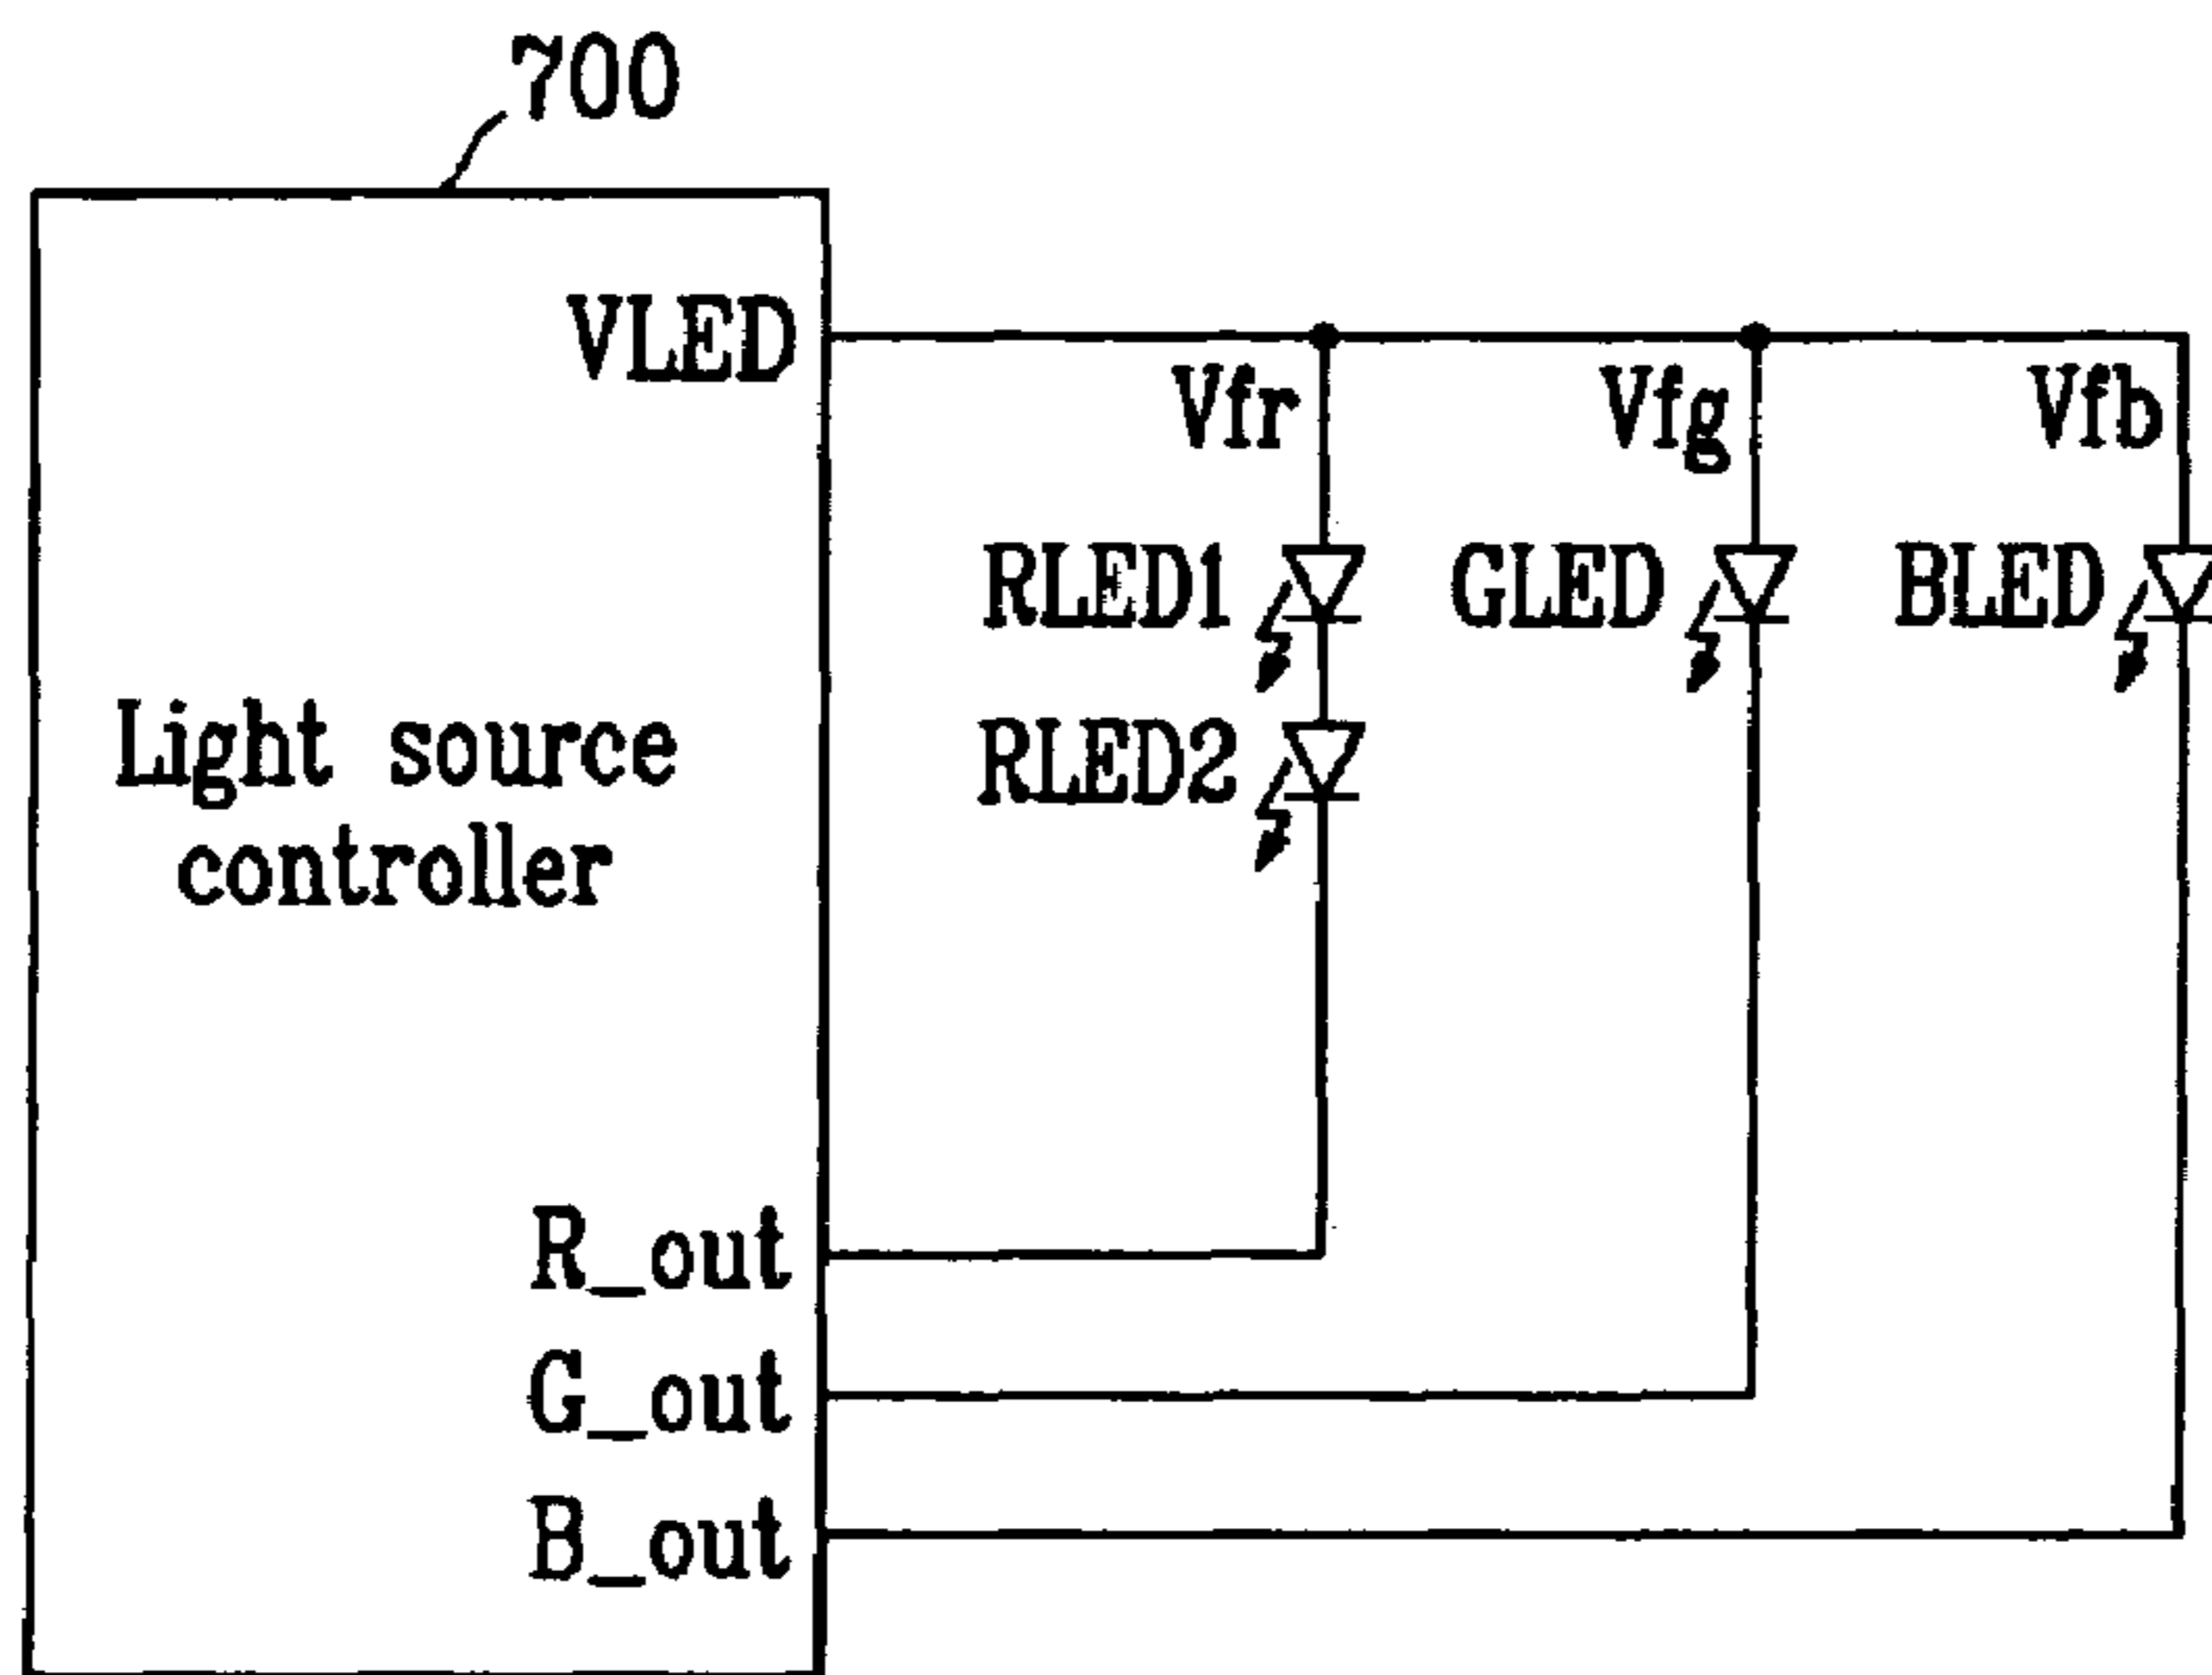 700
VLED
Vfr
Vfg
Vfb
RLED1
GLED
BLED
RLED2
Light source
controller
R_out
G_out
B_out